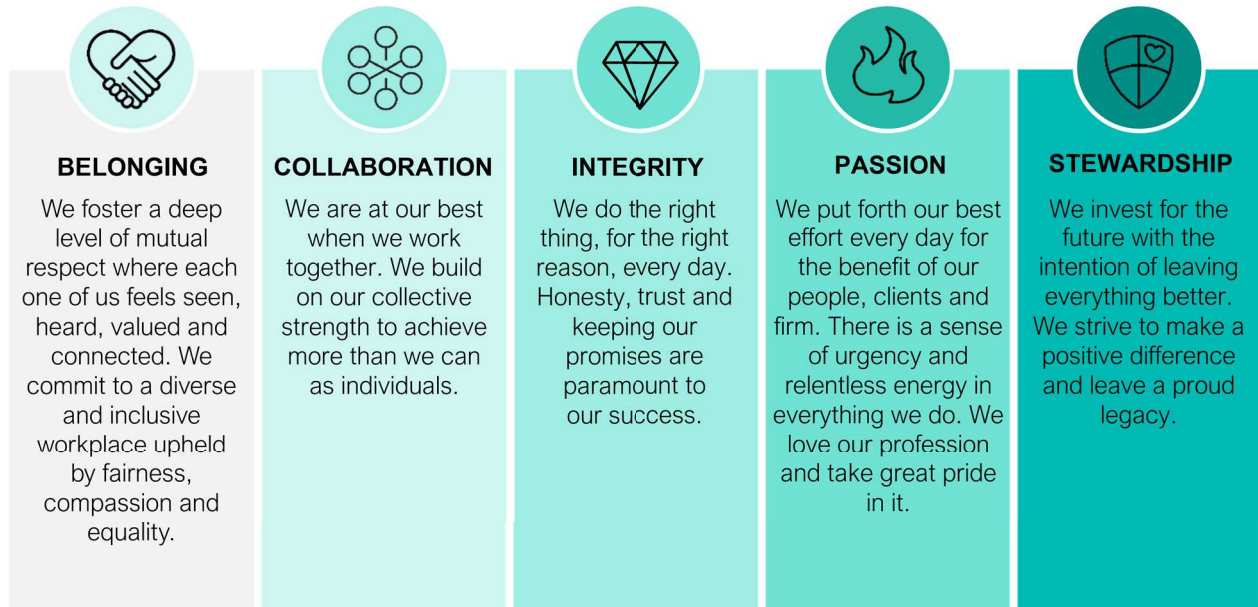 BELONGING
We foster a deep
level of mutual
respect where each
one of us feels seen,
heard, valued and
connected. We
commit to a diverse
and inclusive
workplace upheld
by fairness,
compassion and
equality.
COLLABORATION
We are at our best
when we work
together. We build
on our collective
strength to achieve
more than we can
as individuals.
INTEGRITY
We do the right
thing, for the right
reason, every day.
Honesty, trust and
keeping our
promises are
paramount to
our success.
PASSION
We put forth our best
effort every day for
the benefit of our
people, clients and
firm. There is a sense
of urgency and
relentless energy in
everything we do. We
love our profession
and take great pride
in it.
STEWARDSHIP
We invest for the
future with the
intention of leaving
everything better.
We strive to make a
positive difference
and leave a proud
legacy.